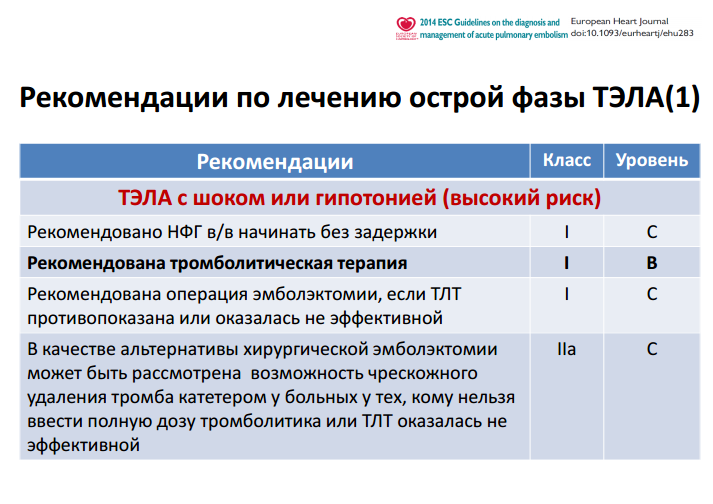 2014 ESC Guidelines on the diagnosis and
management of acute pulmonary embolism
European Heart Journal
doi:10.1093/eurheartj/ehu283
Рекомендации по лечению острой фазы ТЭЛА(1)
Рекомендации Класс Уровень
ТЭЛА с шоком или гипотонией (высокий риск)
Рекомендовано НФГ в/в начинать без задержки I C
Рекомендована тромболитическая терапия I B
Рекомендована операция эмболэктомии, если ТЛТ I C
противопоказана или оказалась не эффективной
В качестве альтернативы хирургической эмболэктомии IIa C
может быть рассмотрена возможность чрескожного
удаления тромба катетером у больных у тех, кому нельзя
ввести полную дозу тромболитика или ТЛТ оказалась не
эффективной